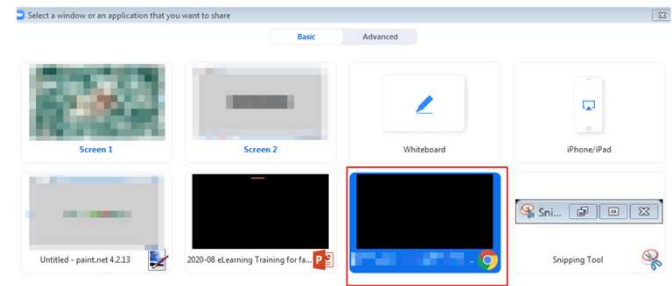 Select a window or an application that you want to share
Basic Advanced
Screen 1 Screen 2 Whiteboard iPhone/iPad
Sni...
Untitled - paint.net 4.2.13 2020-08 eLearning Training for fa... .. Snipping Tool